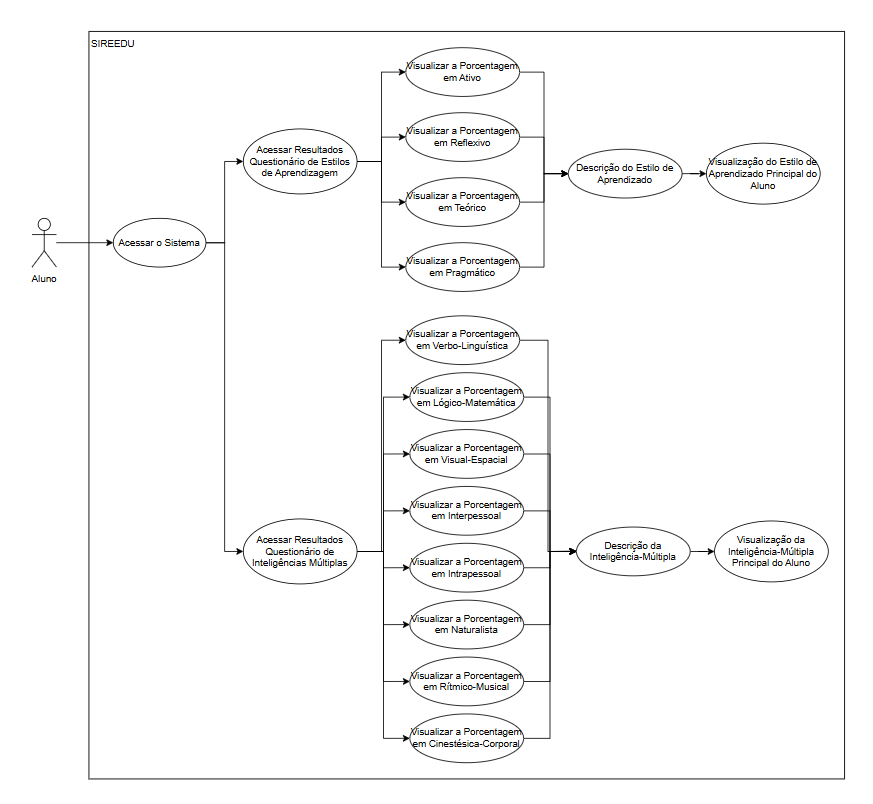 SIREEDU
Aluno
Acessar o Sistema
Acessar Resultados
Questionário de Estilos
de Aprendizagem
Visualizar a Porcentagem
em Ativo
Visualizar a Porcentagem
em Reflexivo
Visualizar a Porcentagem
em Teórico
Visualizar a Porcentagem
em Pragmático
Descrição do Estilo de
Aprendizado
Visualização do Estilo de
Aprendizado Principal do
Aluno
Acessar Resultados
Questionário de
Inteligências Múltiplas
Visualizar a Porcentagem
em Verbo-Linguística
Visualizar a Porcentagem
em Lógico-Matemática
Visualizar a Porcentagem
em Visual-Espacial
Visualizar a Porcentagem
em Interpessoal
Visualizar a Porcentagem
em Intrapessoal
Visualizar a Porcentagem
em Naturalista
Visualizar a Porcentagem
em Rítmico-Musical
Visualizar a Porcentagem
em Cinestésica-Corporal
Descrição da
Inteligência-Múltipla
Visualização da
Inteligência-Múltipla
Principal do Aluno